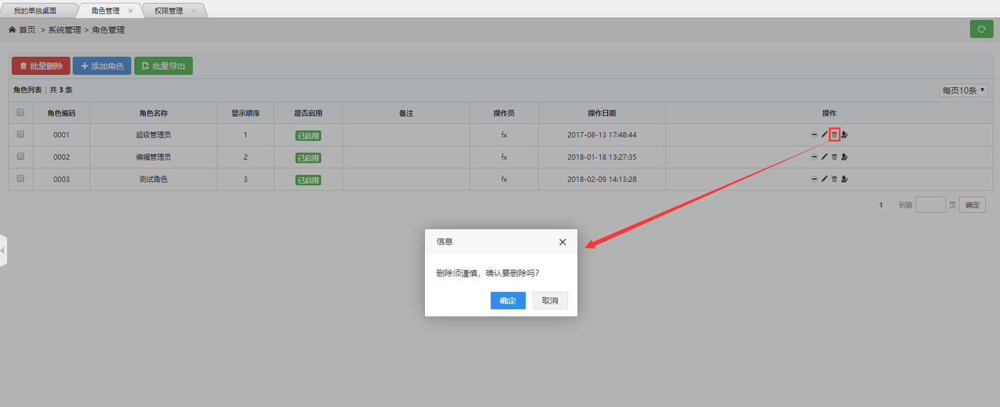 我的单独桌面 角色管理 × 权限管理 ×
首页 > 系统管理 > 角色管理
批量删除 添加角色 批量导出
角色列表 | 共 3 条 每页10条
角色编码 角色名称 显示顺序 是否启用 备注 操作员 操作日期 操作
0001 超级管理员 1 已启用 fx 2017-08-13 17:48:44
0002 编辑管理员 2 已启用 fx 2018-01-18 13:27:35
0003 测试角色 3 已启用 fx 2018-02-09 14:13:28
1 到第 页 确定
信息
删除须谨慎，确认要删除吗？
确定 取消